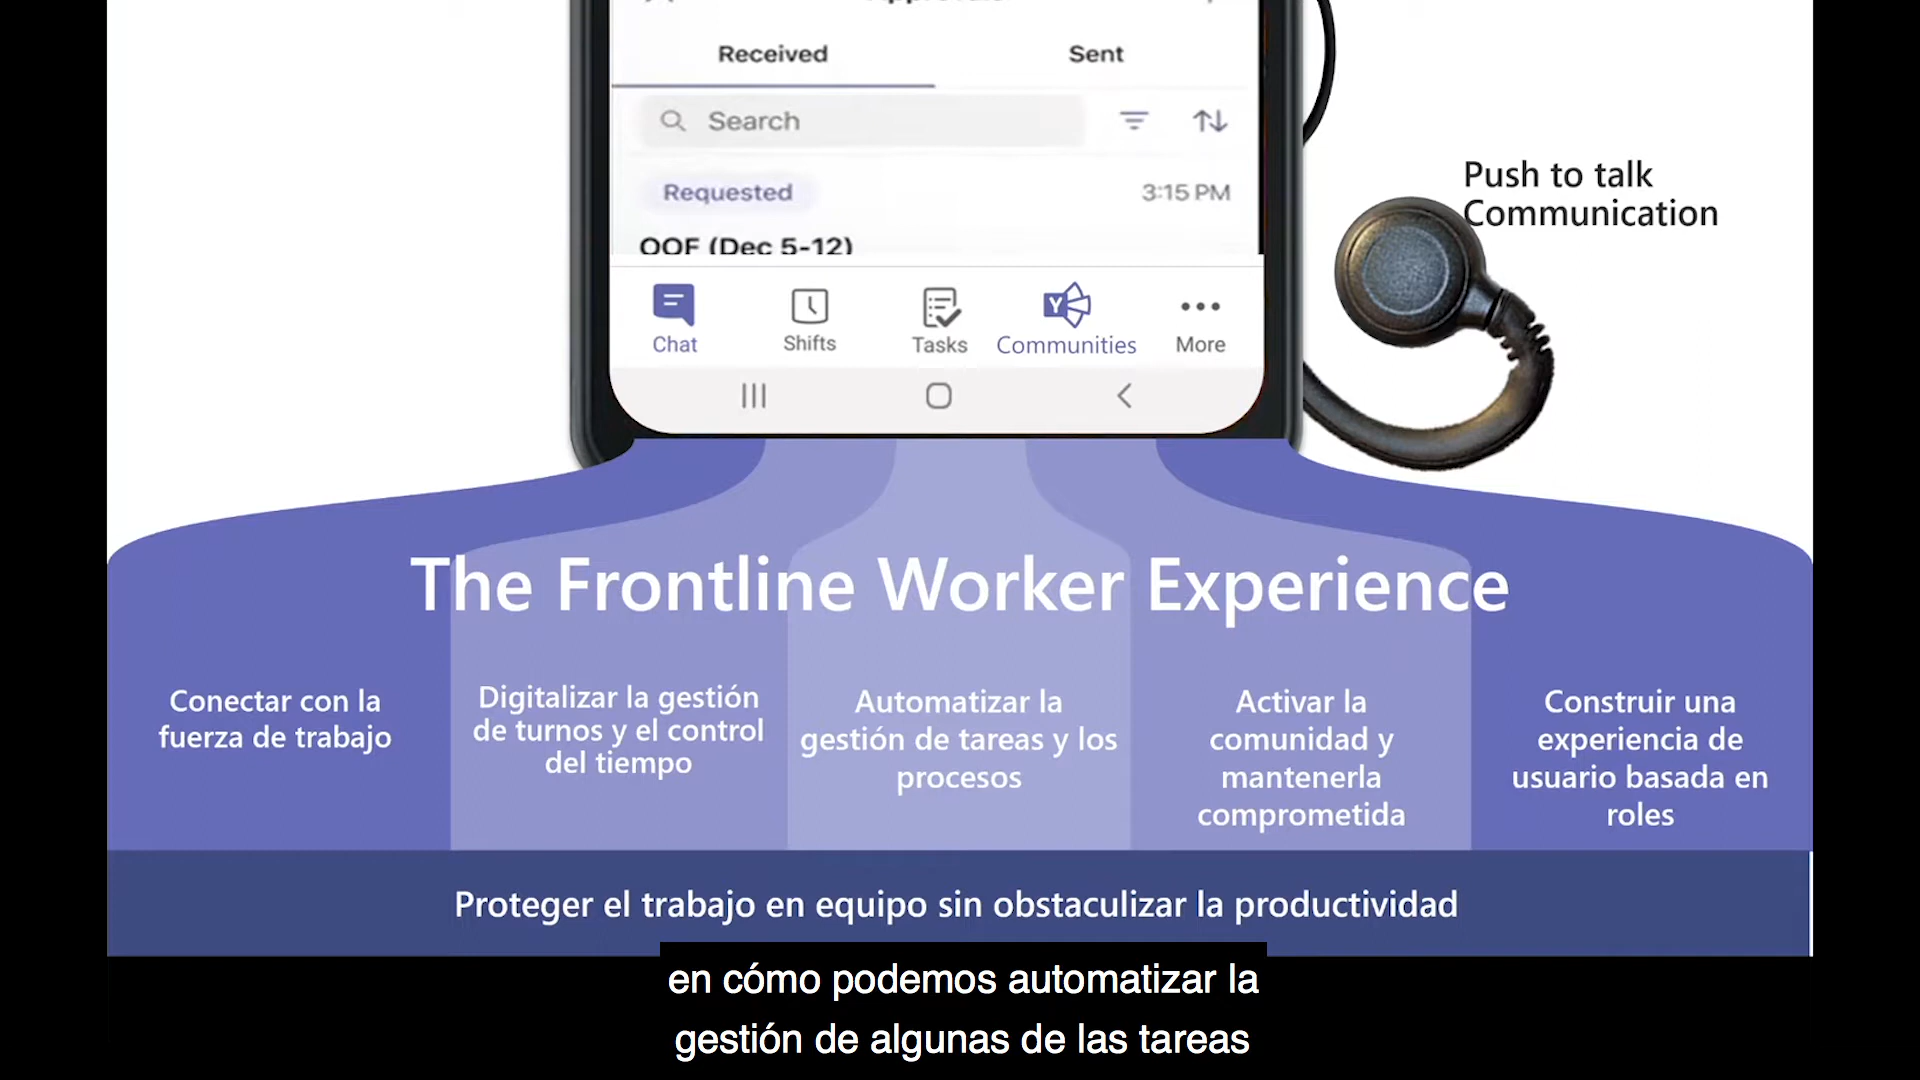 Received
Sent
Search
Requested
3:15 PM
OOF (Dec 5-12)
Push to talk
Communication
Chat
Shifts
Tasks
Communities
More
The Frontline Worker Experience
Conectar con la
fuerza de trabajo
Digitalizar la gestión
de turnos y el control
del tiempo
Automatizar la
gestión de tareas y los
procesos
Activar la
comunidad y
mantenerla
comprometida
Construir una
experiencia de
usuario basada en
roles
Proteger el trabajo en equipo sin obstaculizar la productividad
en cómo podemos automatizar la
gestión de algunas de las tareas